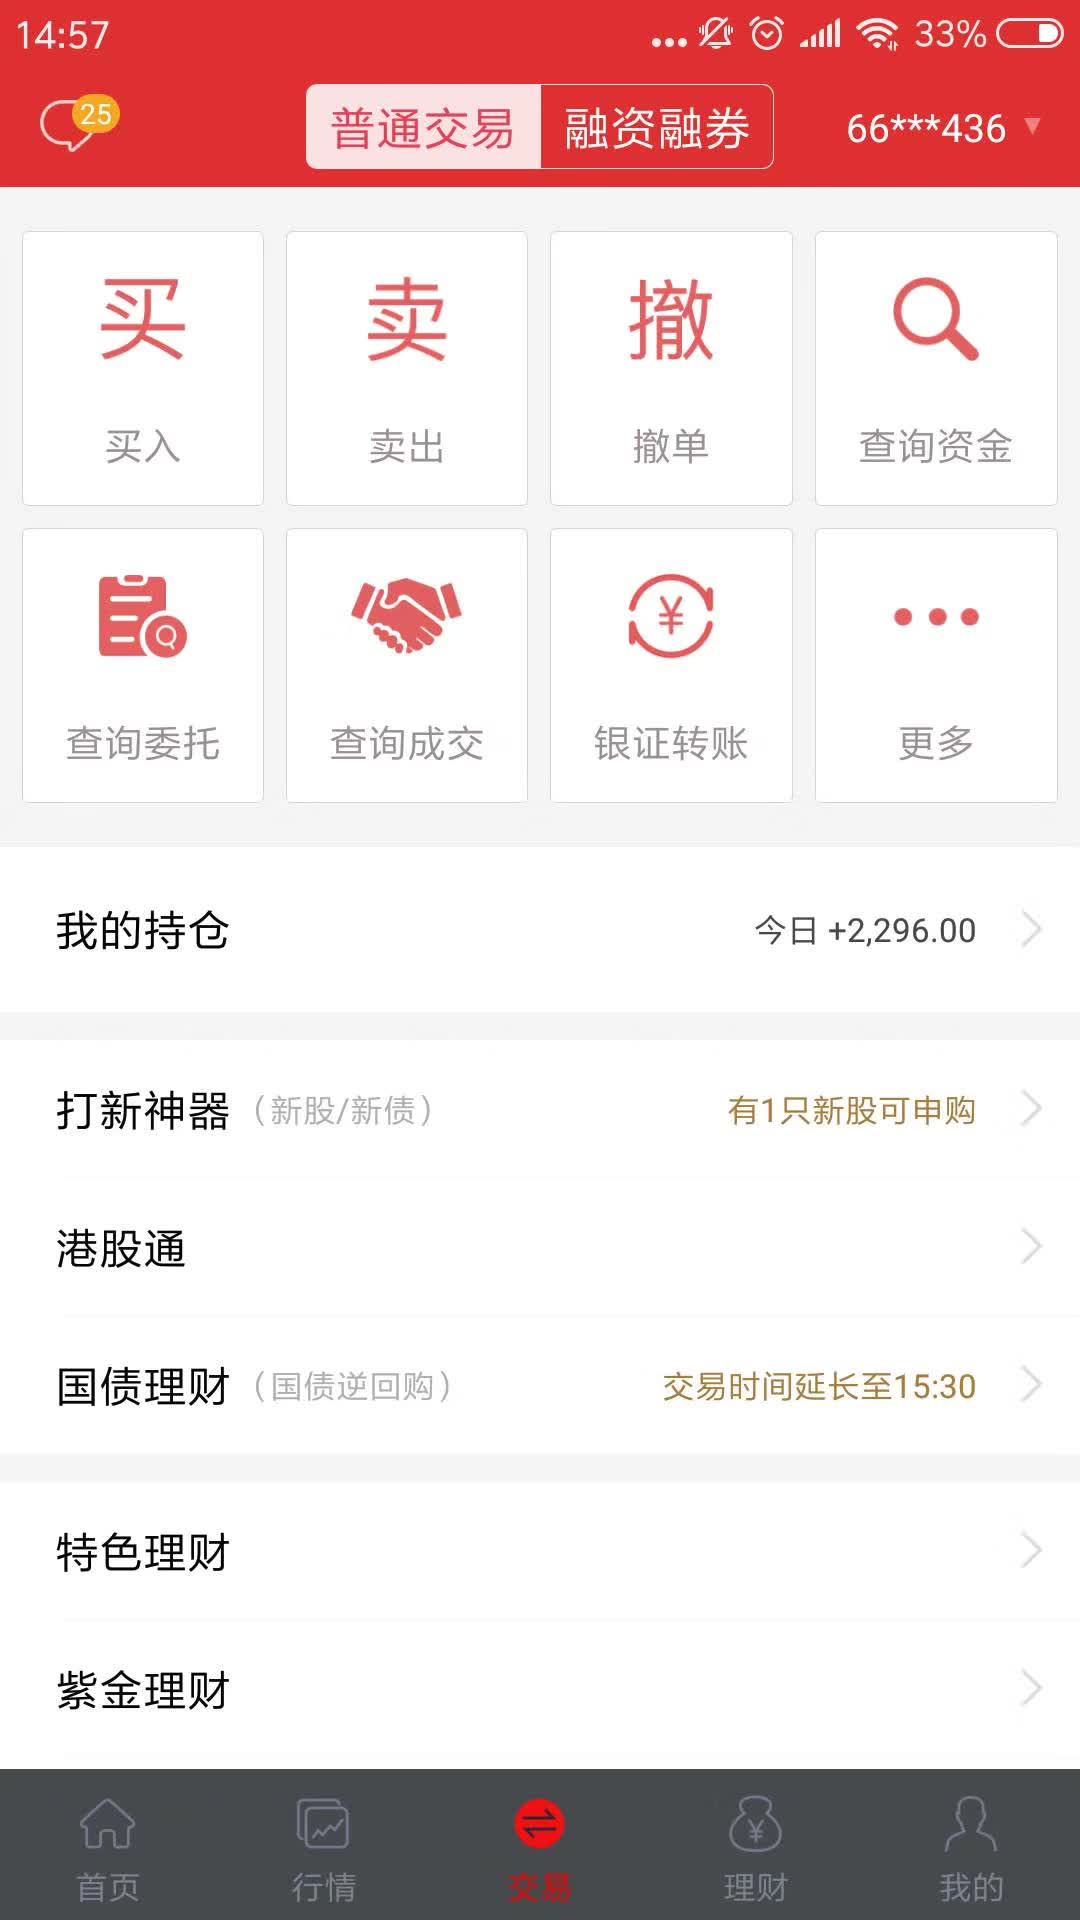 14:57 33%
25 普通交易 融资融券 66***436
买 卖 撤
买入 卖出 撤单 查询资金
¥
查询委托 查询成交 银证转账 更多
我的持仓 今日 +2,296.00
打新神器（新股/新债） 有1只新股可申购
港股通
国债理财（国债逆回购） 交易时间延长至15:30
特色理财
紫金理财
¥
首页 行情 交易 理财 我的